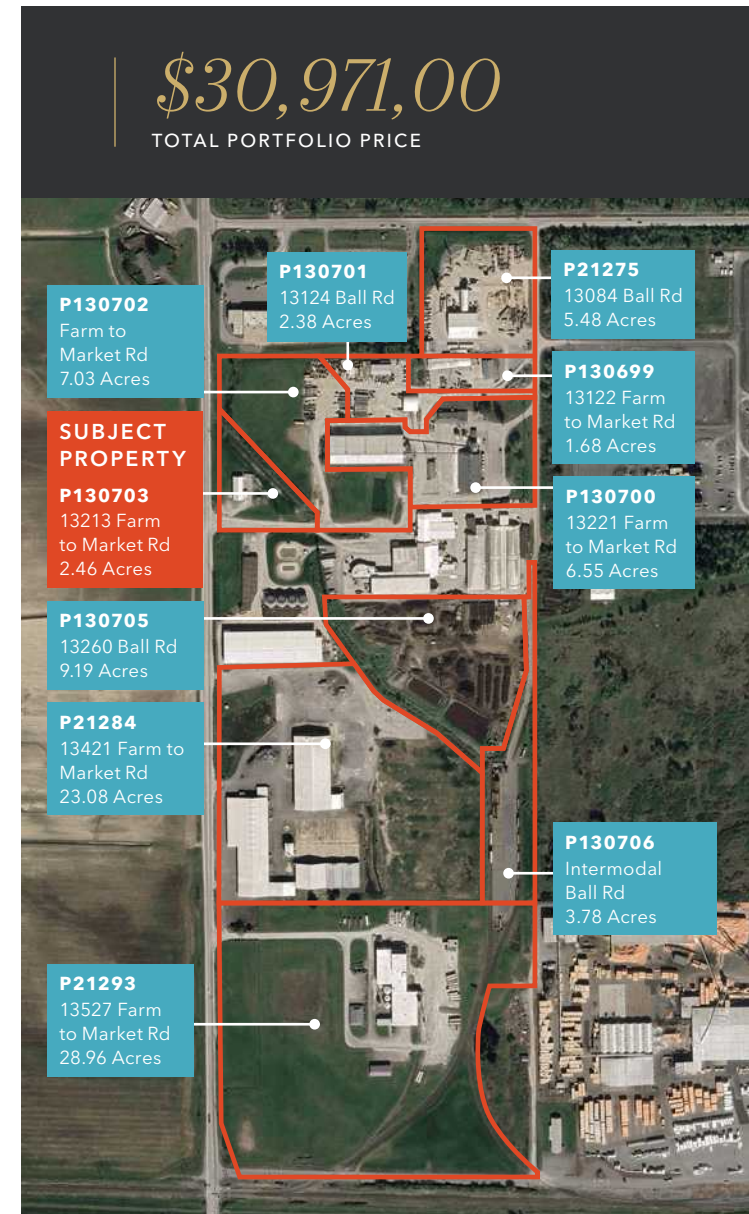 $30,971,00
TOTAL PORTFOLIO PRICE
P130701
13124 Ball Rd
2.38 Acres
P21275
13084 Ball Rd
5.48 Acres
P130702
Farm to
Market Rd
7.03 Acres
P130699
13122 Farm
to Market Rd
1.68 Acres
SUBJECT
PROPERTY
P130703
13213 Farm
to Market Rd
2.46 Acres
P130700
13221 Farm
to Market Rd
6.55 Acres
P130705
13260 Ball Rd
9.19 Acres
P21284
13421 Farm to
Market Rd
23.08 Acres
P130706
Intermodal
Ball Rd
3.78 Acres
P21293
13527 Farm
to Market Rd
28.96 Acres